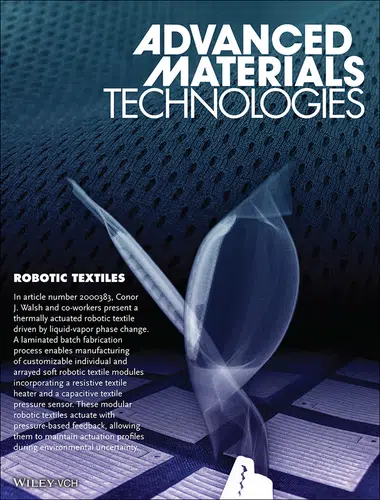 ADVANCED
MATERIALS
TECHNOLOGIES
ROBOTIC TEXTILES
In article number 2000383, Conor
J. Walsh and co-workers present a
thermally actuated robotic textile
driven by liquid-vapor phase change.
A laminated batch fabrication
process enables manufacturing
of customizable individual and
arrayed soft robotic textile modules
incorporating a resistive textile
heater and a capacitive textile
pressure sensor. These modular
robotic textiles actuate with
pressure-based feedback, allowing
them to maintain actuation profiles
during environmental uncertainty.
WILEY-VCH